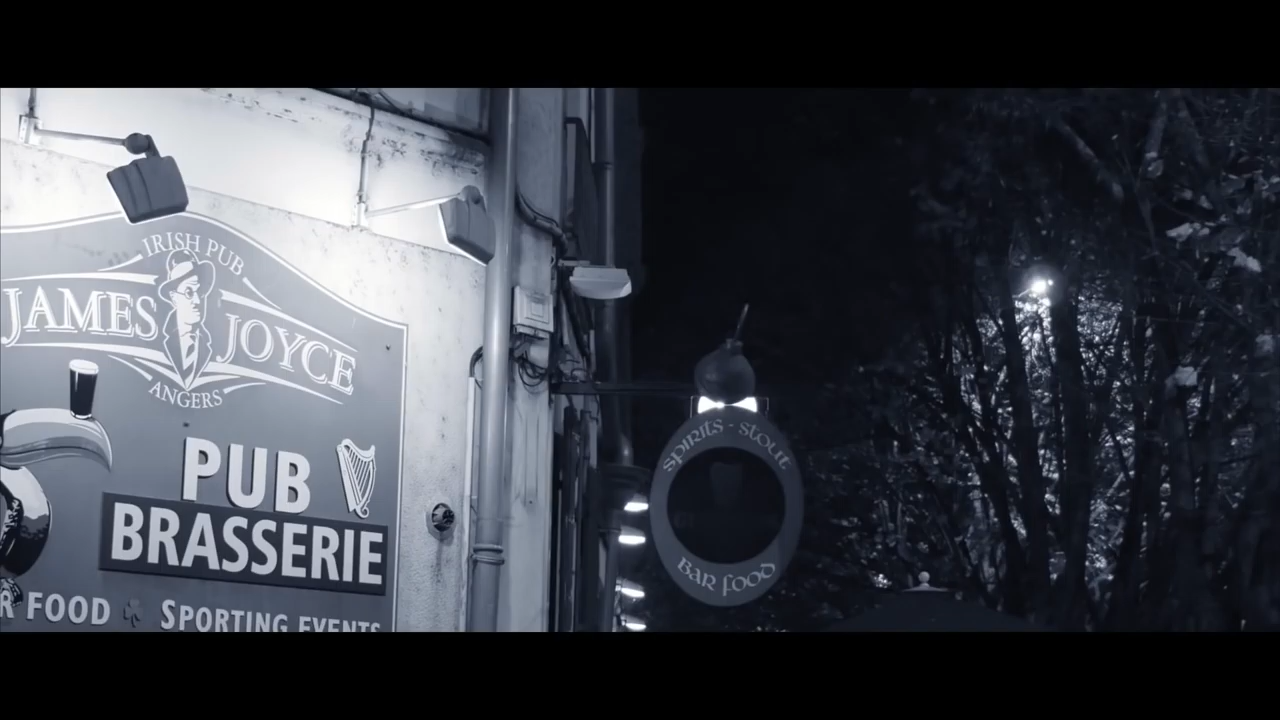 IRISH PUB
JAMES JOYCE
ANGERS
PUB
BRASSERIE
FOOD SPORTING EVENTS
SPIRITS - STOUT
BAR FOOD